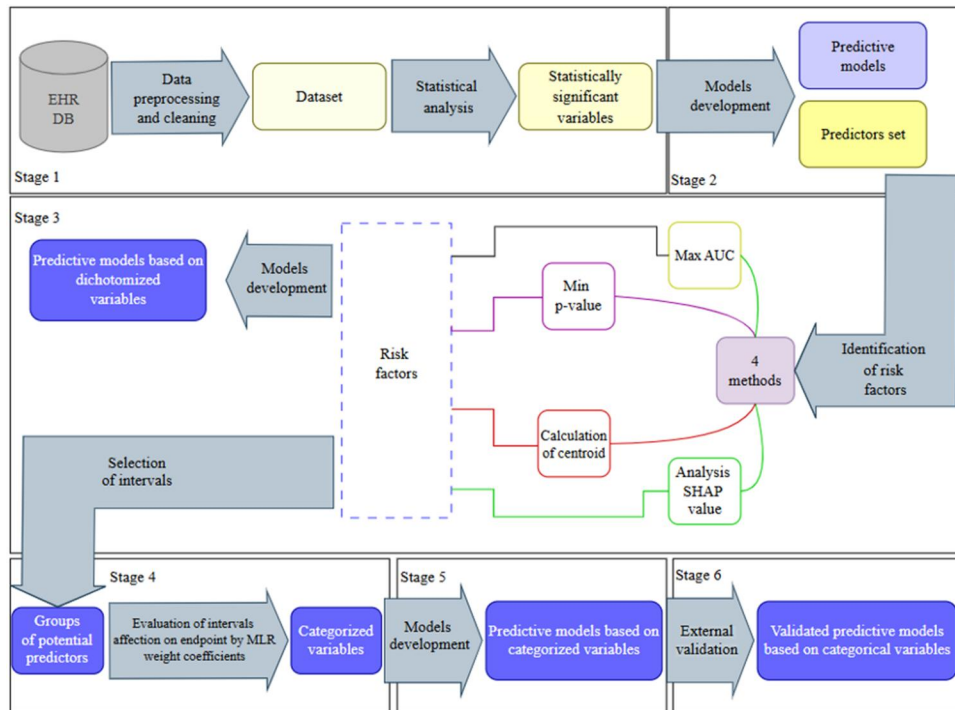 EHR
DB
Data
preprocessing
and cleaning
Dataset
Statistical
analysis
Statistically
significant
variables
Models
development
Predictive
models
Predictors set
Stage 1
Stage 2
Stage 3
Predictive models based on
dichotomized
variables
Models
development
Risk
factors
Max AUC
Min
p-value
4
methods
Identification
of risk
factors
Calculation
of centroid
Analysis
SHAP
value
Selection
of intervals
Stage 4
Groups
of potential
predictors
Evaluation of intervals
affection on endpoint by MLR
weight coefficients
Categorized
variables
Stage 5
Models
development
Predictive models based on
categorized variables
Stage 6
External
validation
Validated predictive models
based on categorical variables